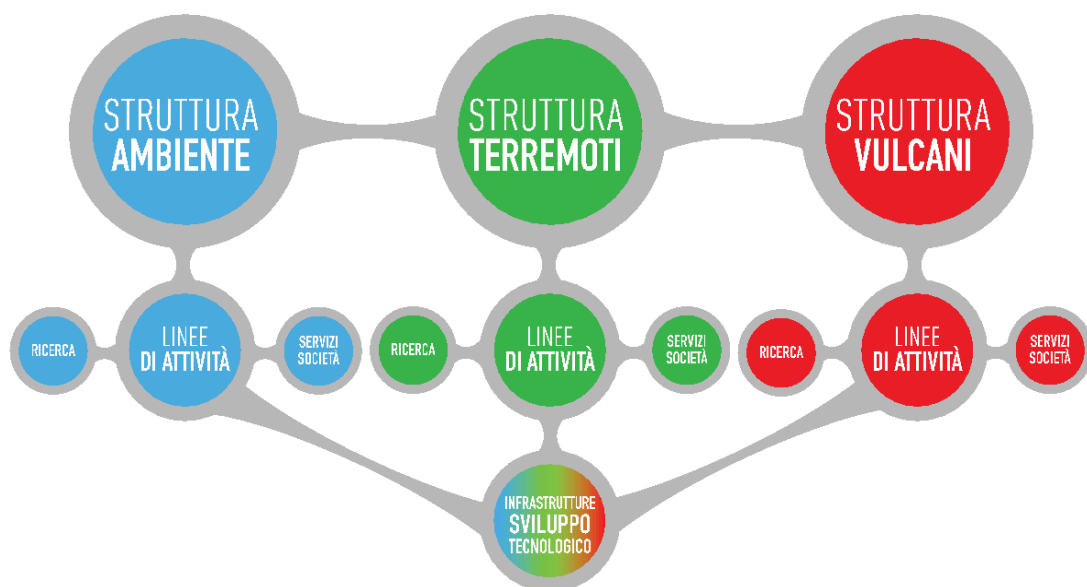 STRUTTURA
AMBIENTE
STRUTTURA
TERREMOTI
STRUTTURA
VULCANI
RICERCA
LINEE
DI ATTIVITÀ
SERVIZI
SOCIETÀ
RICERCA
LINEE
DI ATTIVITÀ
SERVIZI
SOCIETÀ
RICERCA
LINEE
DI ATTIVITÀ
SERVIZI
SOCIETÀ
INFRASTRUTTURE
SVILUPPO
TECNOLOGICO